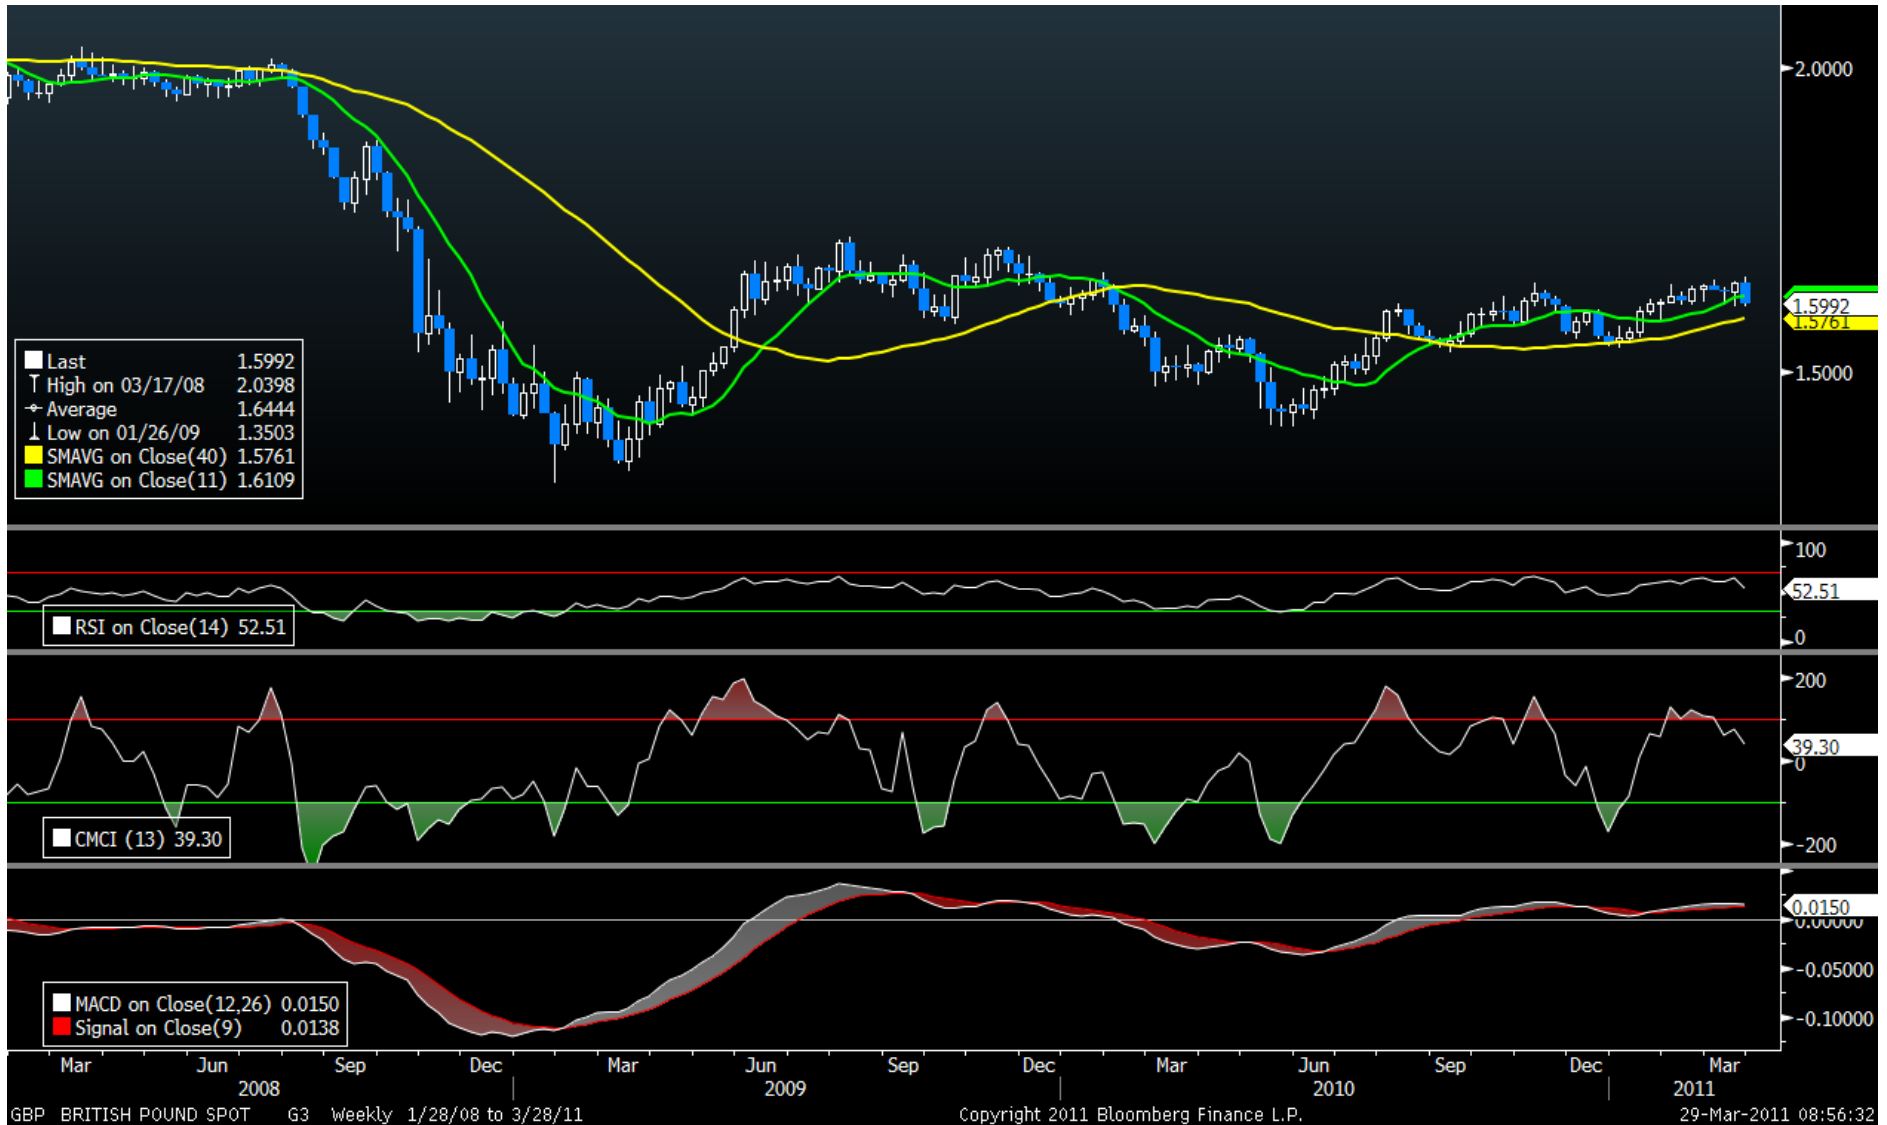 2.0000
1.5992
1.5761
1.5000
Last 1.5992
High on 03/17/08 2.0398
Average 1.6444
Low on 01/26/09 1.3503
SMAVG on Close(40) 1.5761
SMAVG on Close(11) 1.6109
100
52.51
0
RSI on Close(14) 52.51
200
39.30
0
-200
CMCI (13) 39.30
0.0150
0.00000
-0.05000
-0.10000
MACD on Close(12,26) 0.0150
Signal on Close(9) 0.0138
Mar Jun Sep Dec Mar Jun Sep Dec Mar Jun Sep Dec Mar
2008 2009 2010 2011
GBP BRITISH POUND SPOT G3 Weekly 1/28/08 to 3/28/11 Copyright 2011 Bloomberg Finance L.P. 29-Mar-2011 08:56:32